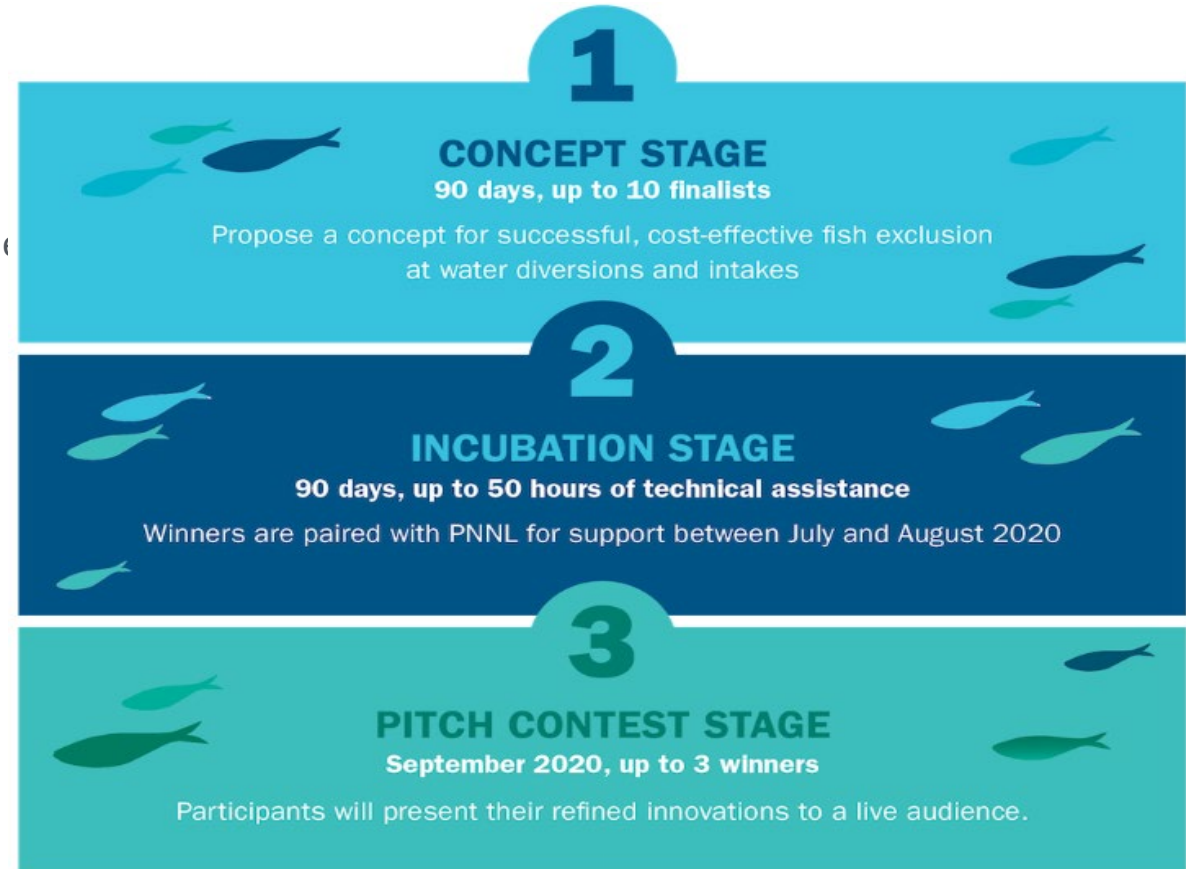 1
CONCEPT STAGE
90 days, up to 10 finalists
Propose a concept for successful, cost-effective fish exclusion
at water diversions and intakes
2
INCUBATION STAGE
90 days, up to 50 hours of technical assistance
Winners are paired with PNNL for support between July and August 2020
3
PITCH CONTEST STAGE
September 2020, up to 3 winners
Participants will present their refined innovations to a live audience.